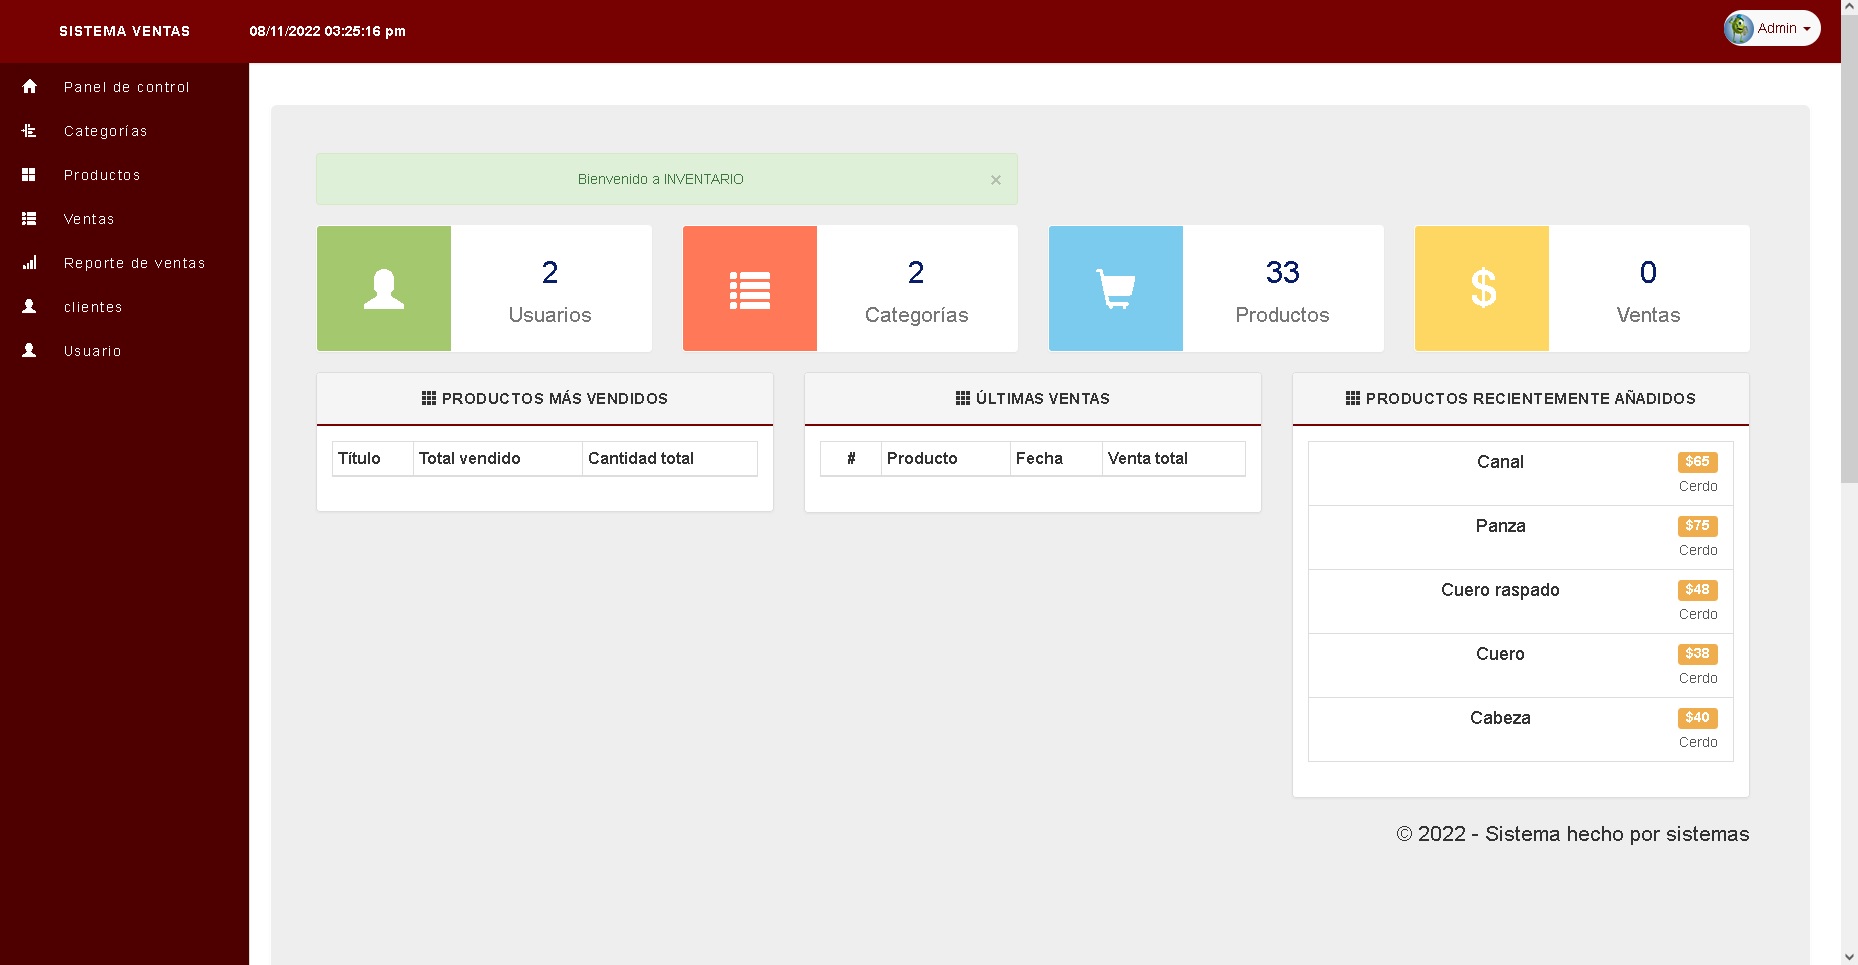 SISTEMA VENTAS
08/11/2022 03:25:16 pm
Admin
Panel de control
Categorías
Productos
Ventas
Reporte de ventas
clientes
Usuario
Bienvenido a INVENTARIO ×
2
Usuarios
2
Categorías
33
Productos
$
0
Ventas
PRODUCTOS MÁS VENDIDOS
Título Total vendido Cantidad total
ÚLTIMAS VENTAS
# Producto Fecha Venta total
PRODUCTOS RECIENTEMENTE AÑADIDOS
Canal $65
Cerdo
Panza $75
Cerdo
Cuero raspado $48
Cerdo
Cuero $38
Cerdo
Cabeza $40
Cerdo
© 2022 - Sistema hecho por sistemas